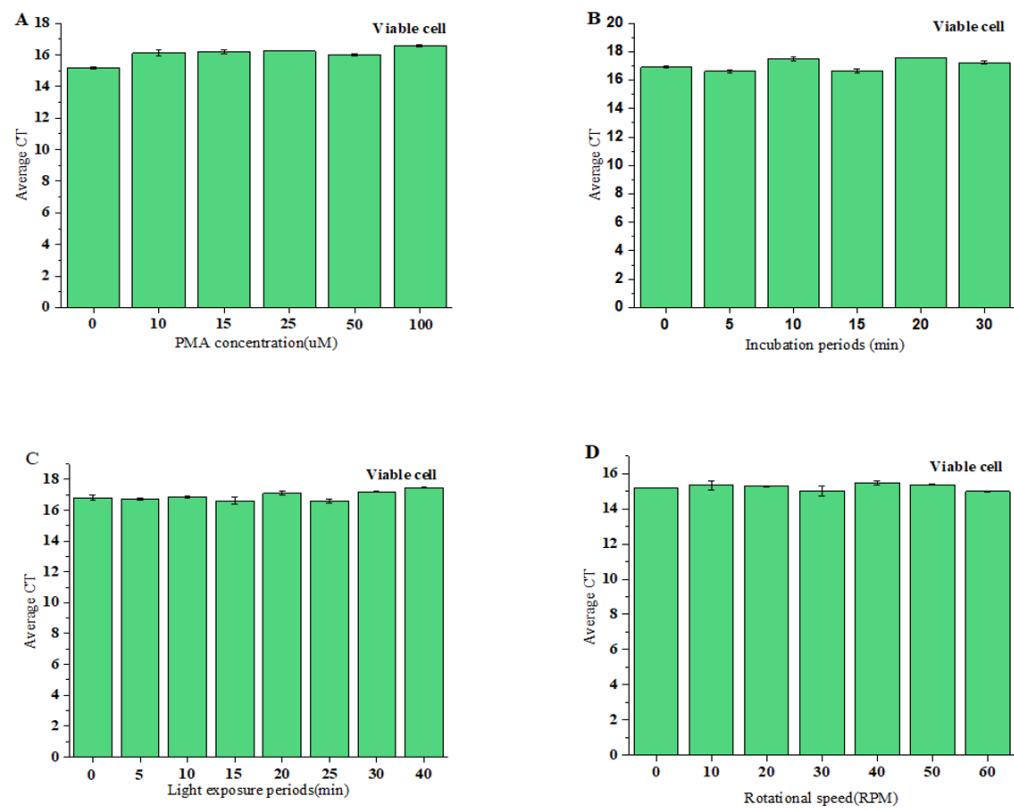 A
Viable cell
18
16
14
12
10
8
6
4
2
0
Average CT
0 10 15 25 50 100
PMA concentration(uM)
B
Viable cell
20
18
16
14
12
10
8
6
4
2
0
Average CT
0 5 10 15 20 30
Incubation periods (min)
C
Viable cell
18
16
14
12
10
8
6
4
2
0
Average CT
0 5 10 15 20 25 30 40
Light exposure periods(min)
D
Viable cell
16
14
12
10
8
6
4
2
0
Average CT
0 10 20 30 40 50 60
Rotational speed(RPM)